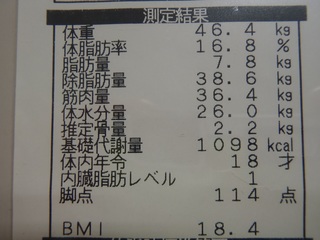 測定結果
体重 46.4 kg
体脂肪率 16.8 %
脂肪量 7.8 kg
除脂肪量 38.6 kg
筋肉量 36.4 kg
体水分量 26.0 kg
推定骨量 2.2 kg
基礎代謝量 1098 kcal
体内年令 18 才
内臓脂肪レベル 1
脚点 114 点
BMI 18.4